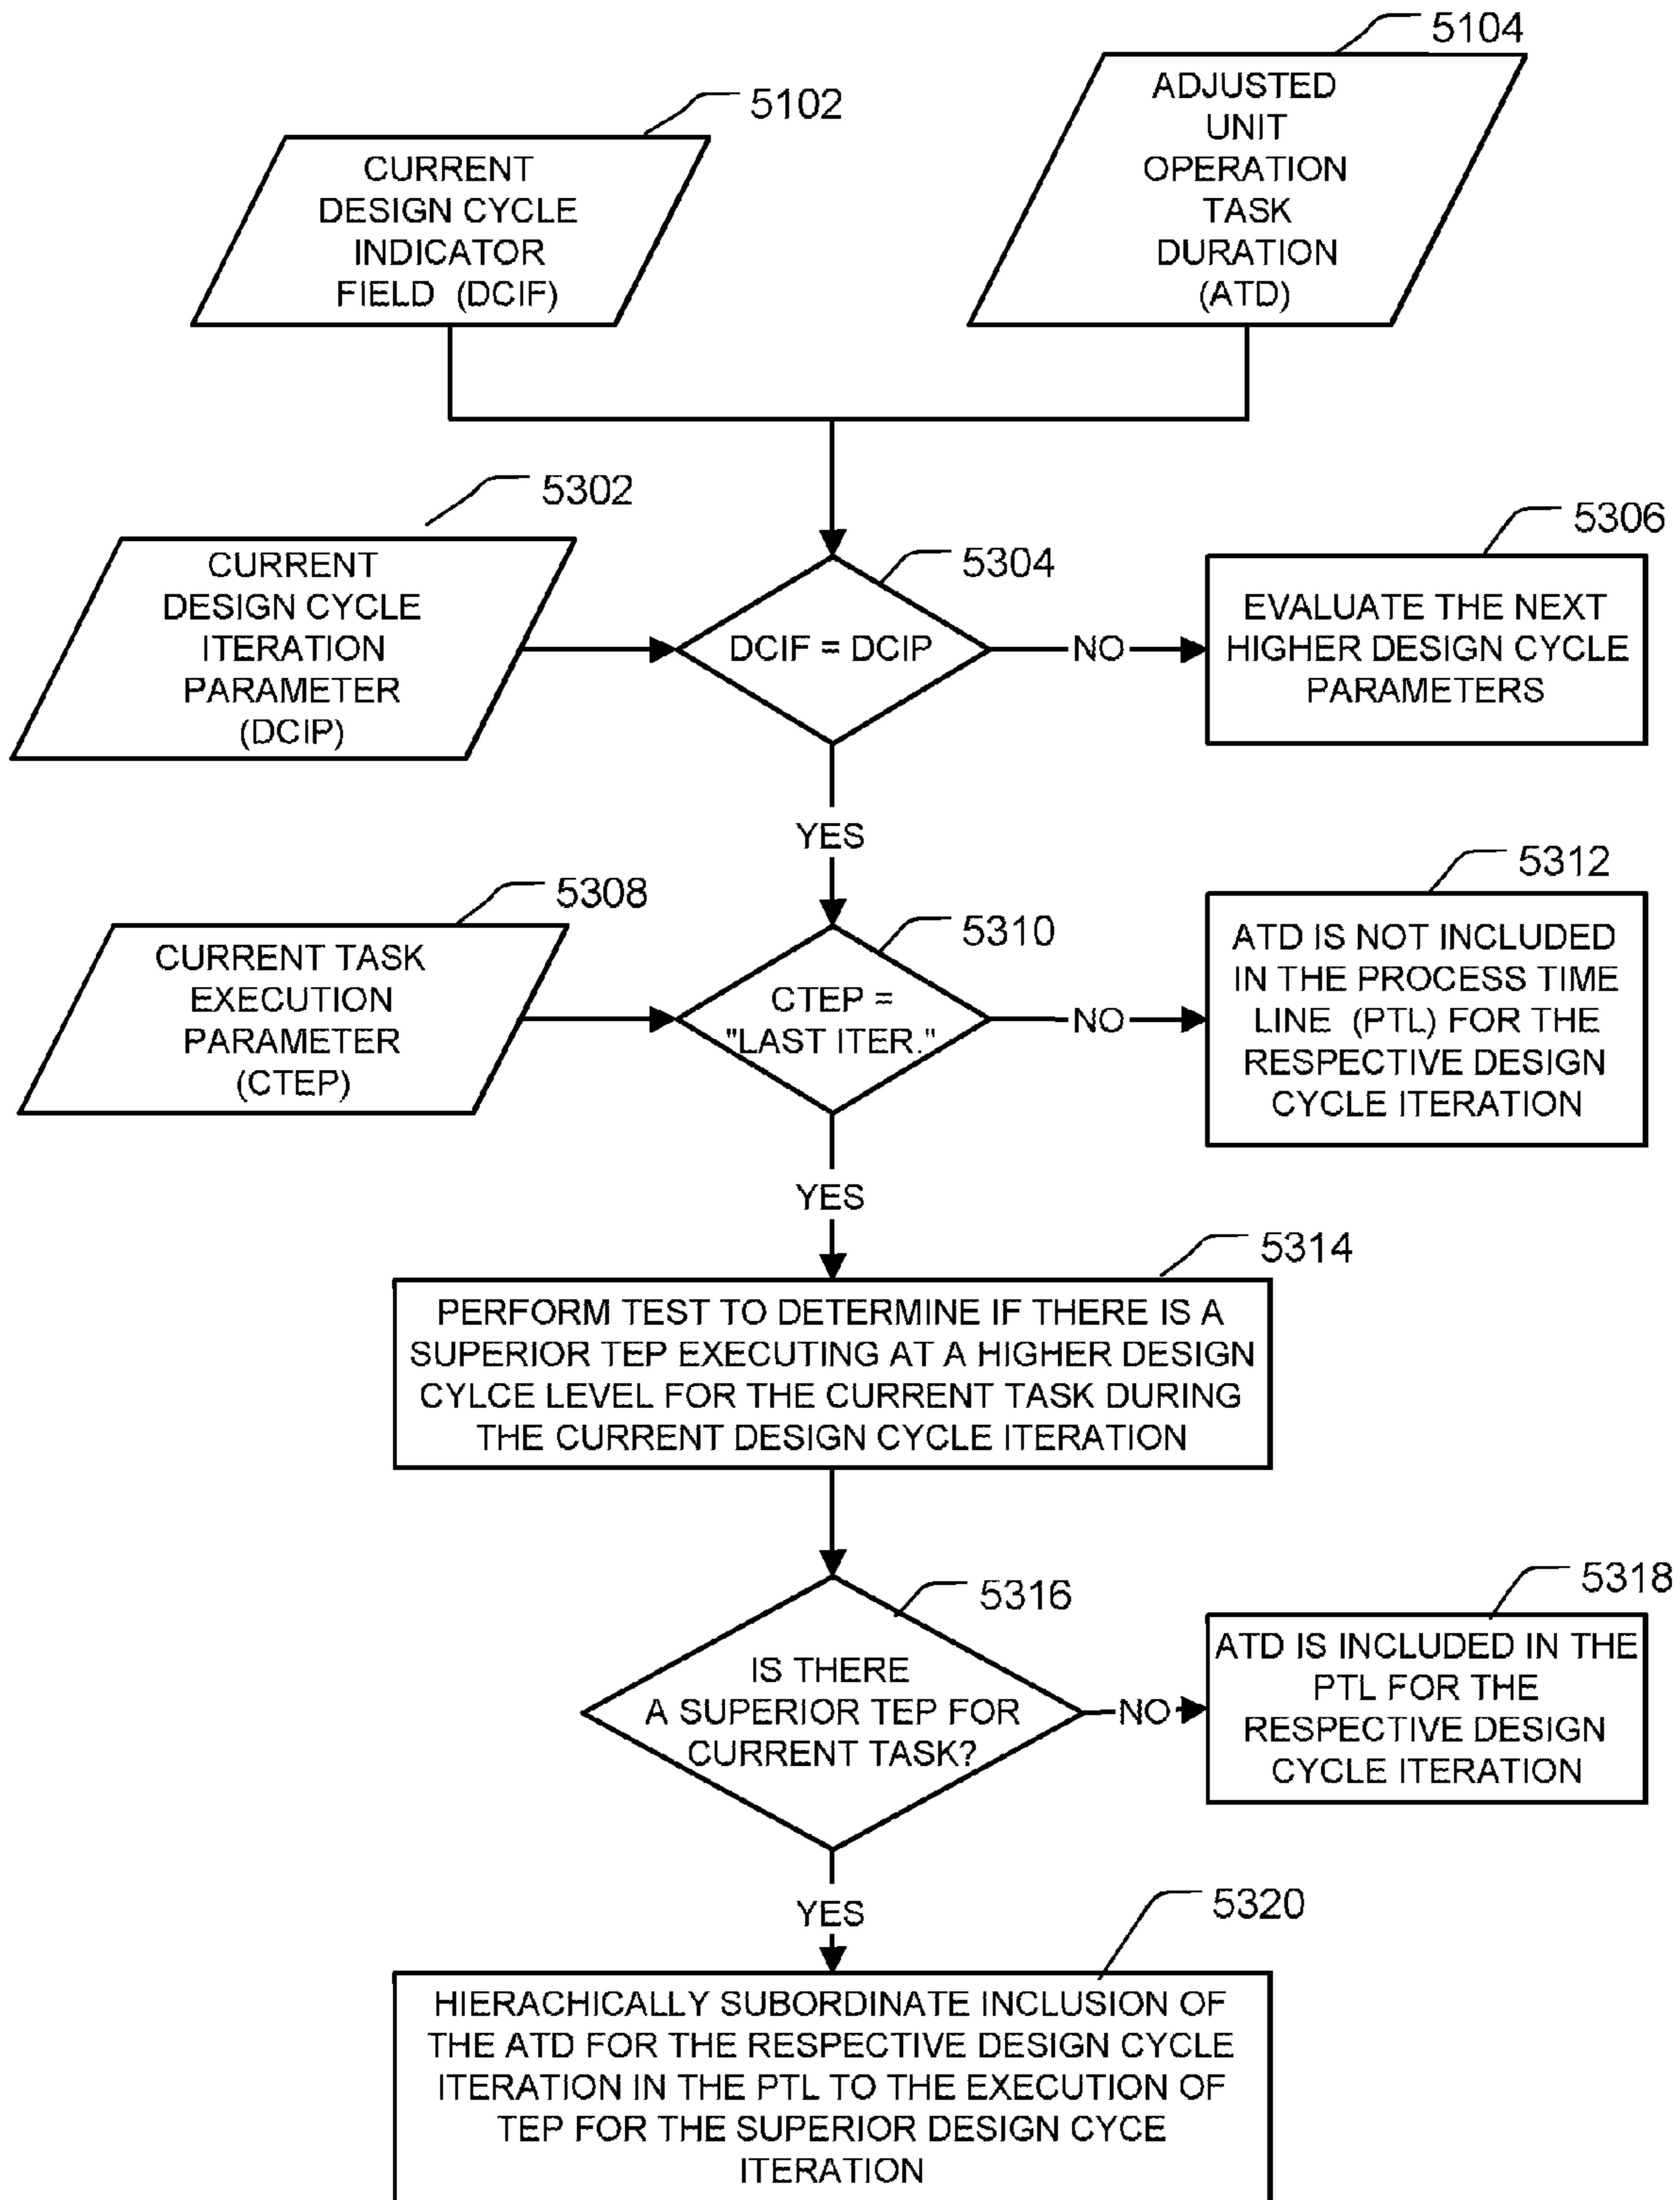 5104
ADJUSTED
UNIT
OPERATION
TASK
DURATION
(ATD)
5102
CURRENT
DESIGN CYCLE
INDICATOR
FIELD (DCIF)
5302
CURRENT
DESIGN CYCLE
ITERATION
PARAMETER
(DCIP)
5304
DCIF = DCIP
NO
5306
EVALUATE THE NEXT
HIGHER DESIGN CYCLE
PARAMETERS
YES
5308
CURRENT TASK
EXECUTION
PARAMETER
(CTEP)
5310
CTEP =
"LAST ITER."
NO
5312
ATD IS NOT INCLUDED
IN THE PROCESS TIME
LINE (PTL) FOR THE
RESPECTIVE DESIGN
CYCLE ITERATION
YES
5314
PERFORM TEST TO DETERMINE IF THERE IS A
SUPERIOR TEP EXECUTING AT A HIGHER DESIGN
CYLCE LEVEL FOR THE CURRENT TASK DURING
THE CURRENT DESIGN CYCLE ITERATION
5316
IS THERE
A SUPERIOR TEP FOR
CURRENT TASK?
NO
5318
ATD IS INCLUDED IN THE
PTL FOR THE
RESPECTIVE DESIGN
CYCLE ITERATION
YES
5320
HIERACHICALLY SUBORDINATE INCLUSION OF
THE ATD FOR THE RESPECTIVE DESIGN CYCLE
ITERATION IN THE PTL TO THE EXECUTION OF
TEP FOR THE SUPERIOR DESIGN CYCE
ITERATION